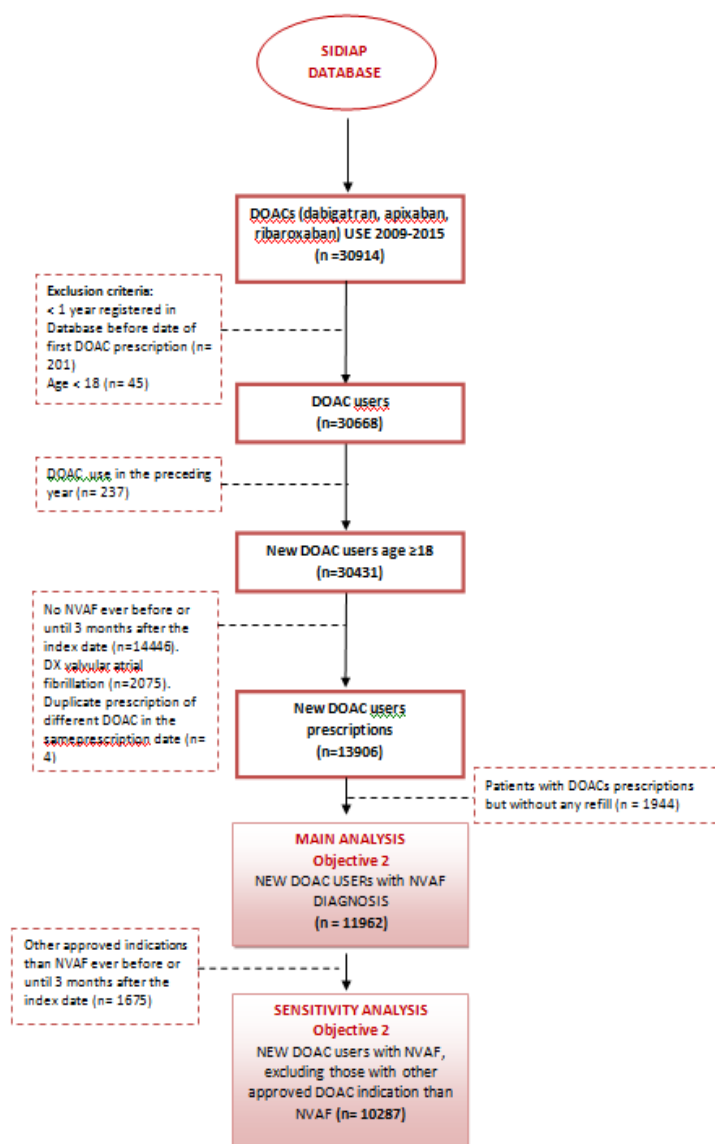 SIDIAP
DATABASE
DOACs (dabigatran, apixaban,
ribaroxaban) USE 2009-2015
(n =30914)
Exclusion criteria:
< 1 year registered in
Database before date of
first DOAC prescription (n=
201)
Age < 18 (n= 45)
DOAC users
(n=30668)
DOAC use in the preceding
year (n= 237)
New DOAC users age ≥18
(n=30431)
No NVAF ever before or
until 3 months after the
index date (n=14446).
DX valvular atrial
fibrillation (n=2075).
Duplicate prescription of
different DOAC in the
sameprescription date (n=
4)
New DOAC users
prescriptions
(n=13906)
Patients with DOACs prescriptions
but without any refill (n = 1944)
MAIN ANALYSIS
Objective 2
NEW DOAC USERs with NVAF
DIAGNOSIS
(n = 11962)
Other approved indications
than NVAF ever before or
until 3 months after the
index date (n= 1675)
SENSITIVITY ANALYSIS
Objective 2
NEW DOAC users with NVAF,
excluding those with other
approved DOAC indication than
NVAF (n= 10287)